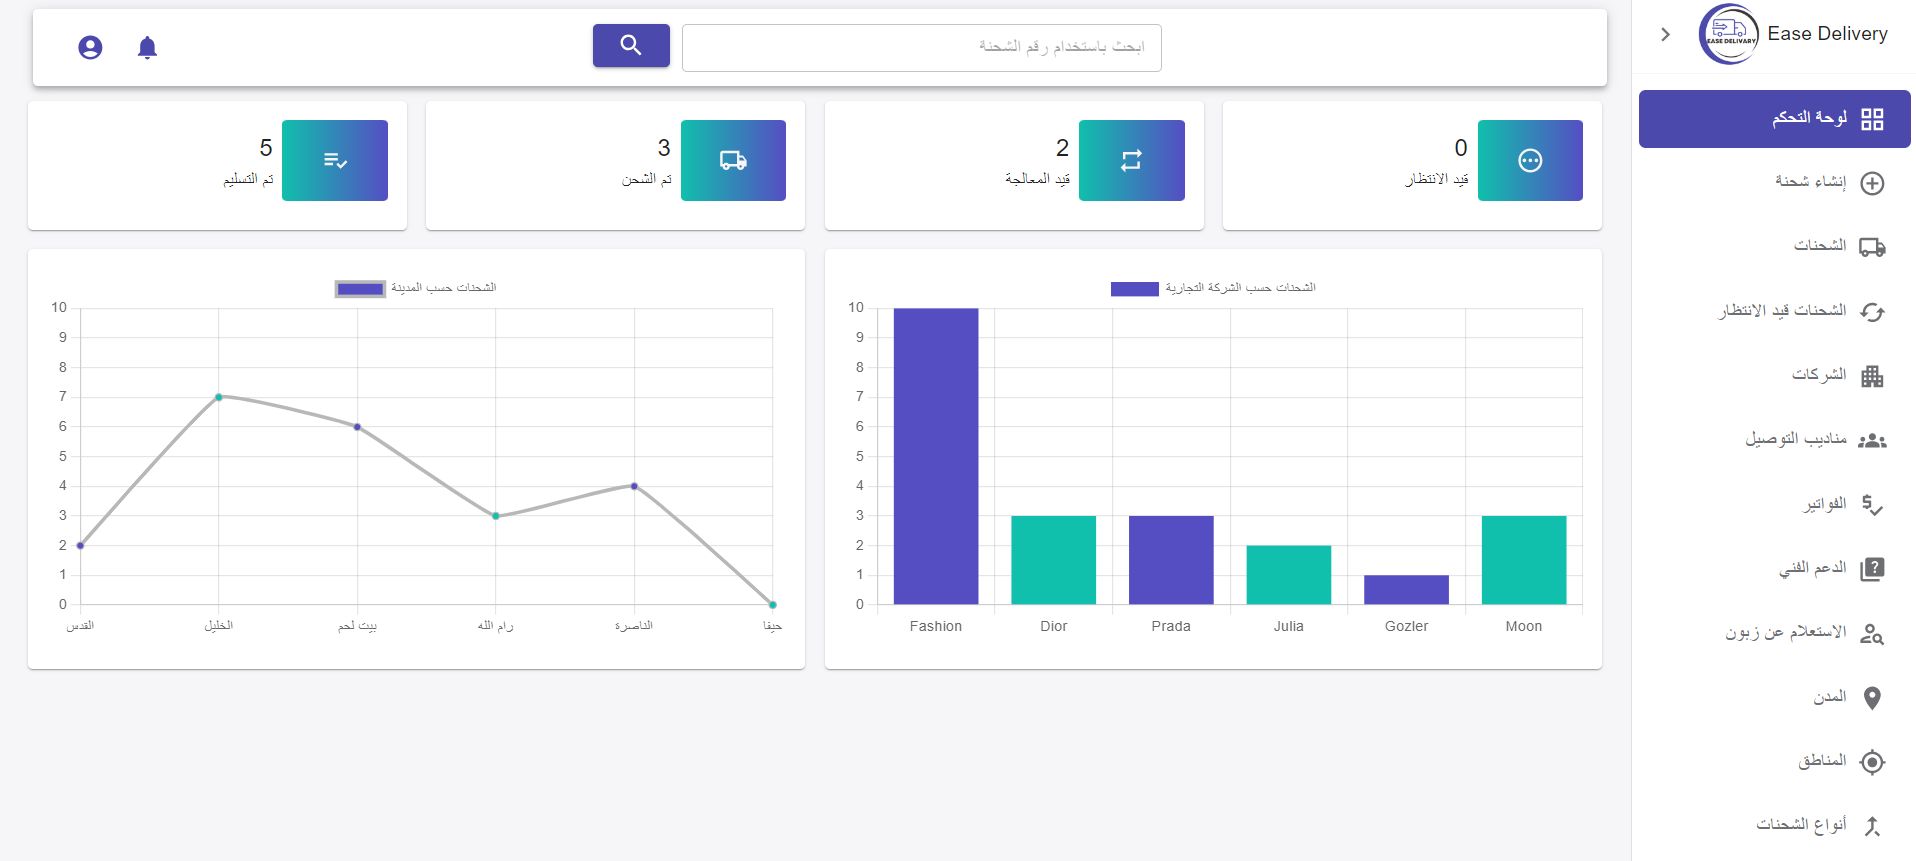 Ease Delivery
EASE DELIVARY
لوحة التحكم
إنشاء شحنة
الشحنات
الشحنات قيد الانتظار
الشركات
مناديب التوصيل
الفواتير
الدعم الفني
الاستعلام عن زبون
المدن
المناطق
أنواع الشحنات
ابحث باستخدام رقم الشحنة
0
قيد الانتظار
2
قيد المعالجة
3
تم الشحن
5
تم التسليم
الشحنات حسب الشركة التجارية
10
9
8
7
6
5
4
3
2
1
0
Fashion Dior Prada Julia Gozler Moon
الشحنات حسب المدينة
10
9
8
7
6
5
4
3
2
1
0
القدس الخليل بيت لحم رام الله الناصرة حيفا